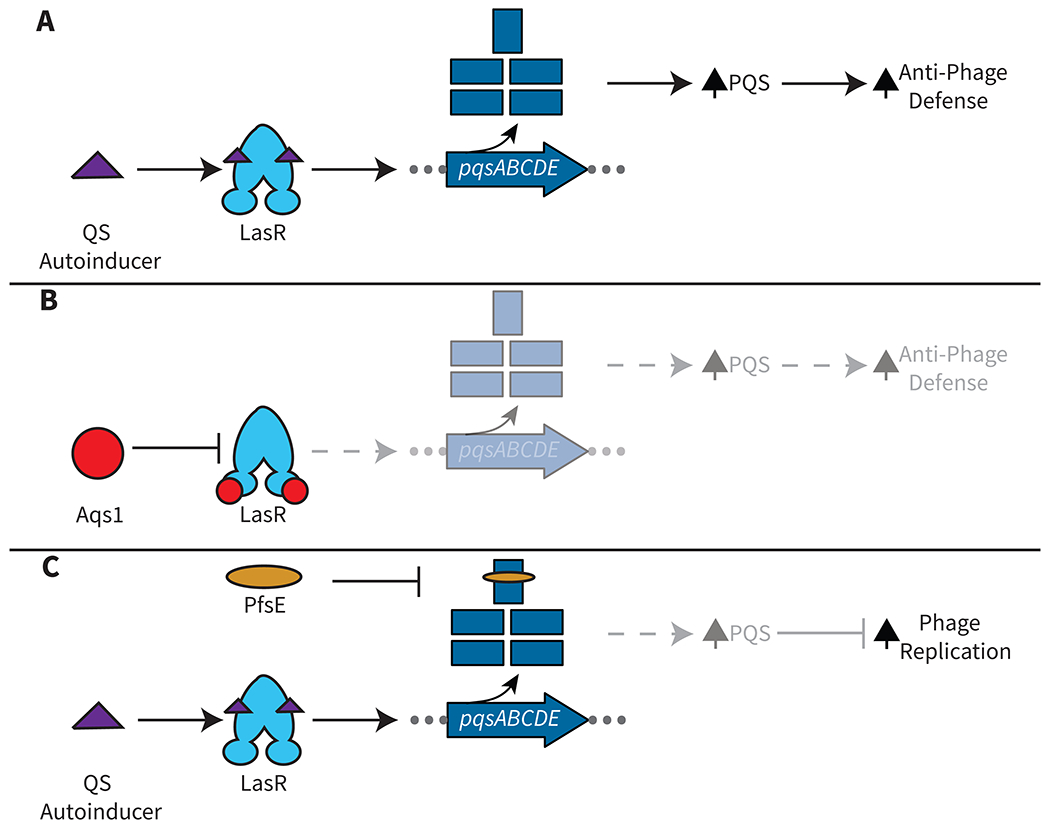 A
QS
Autoinducer
LasR
pqsABCDE
PQS
Anti-Phage
Defense
B
Aqs1
LasR
pqsABCDE
PQS
Anti-Phage
Defense
C
PfsE
QS
Autoinducer
LasR
pqsABCDE
PQS
Phage
Replication